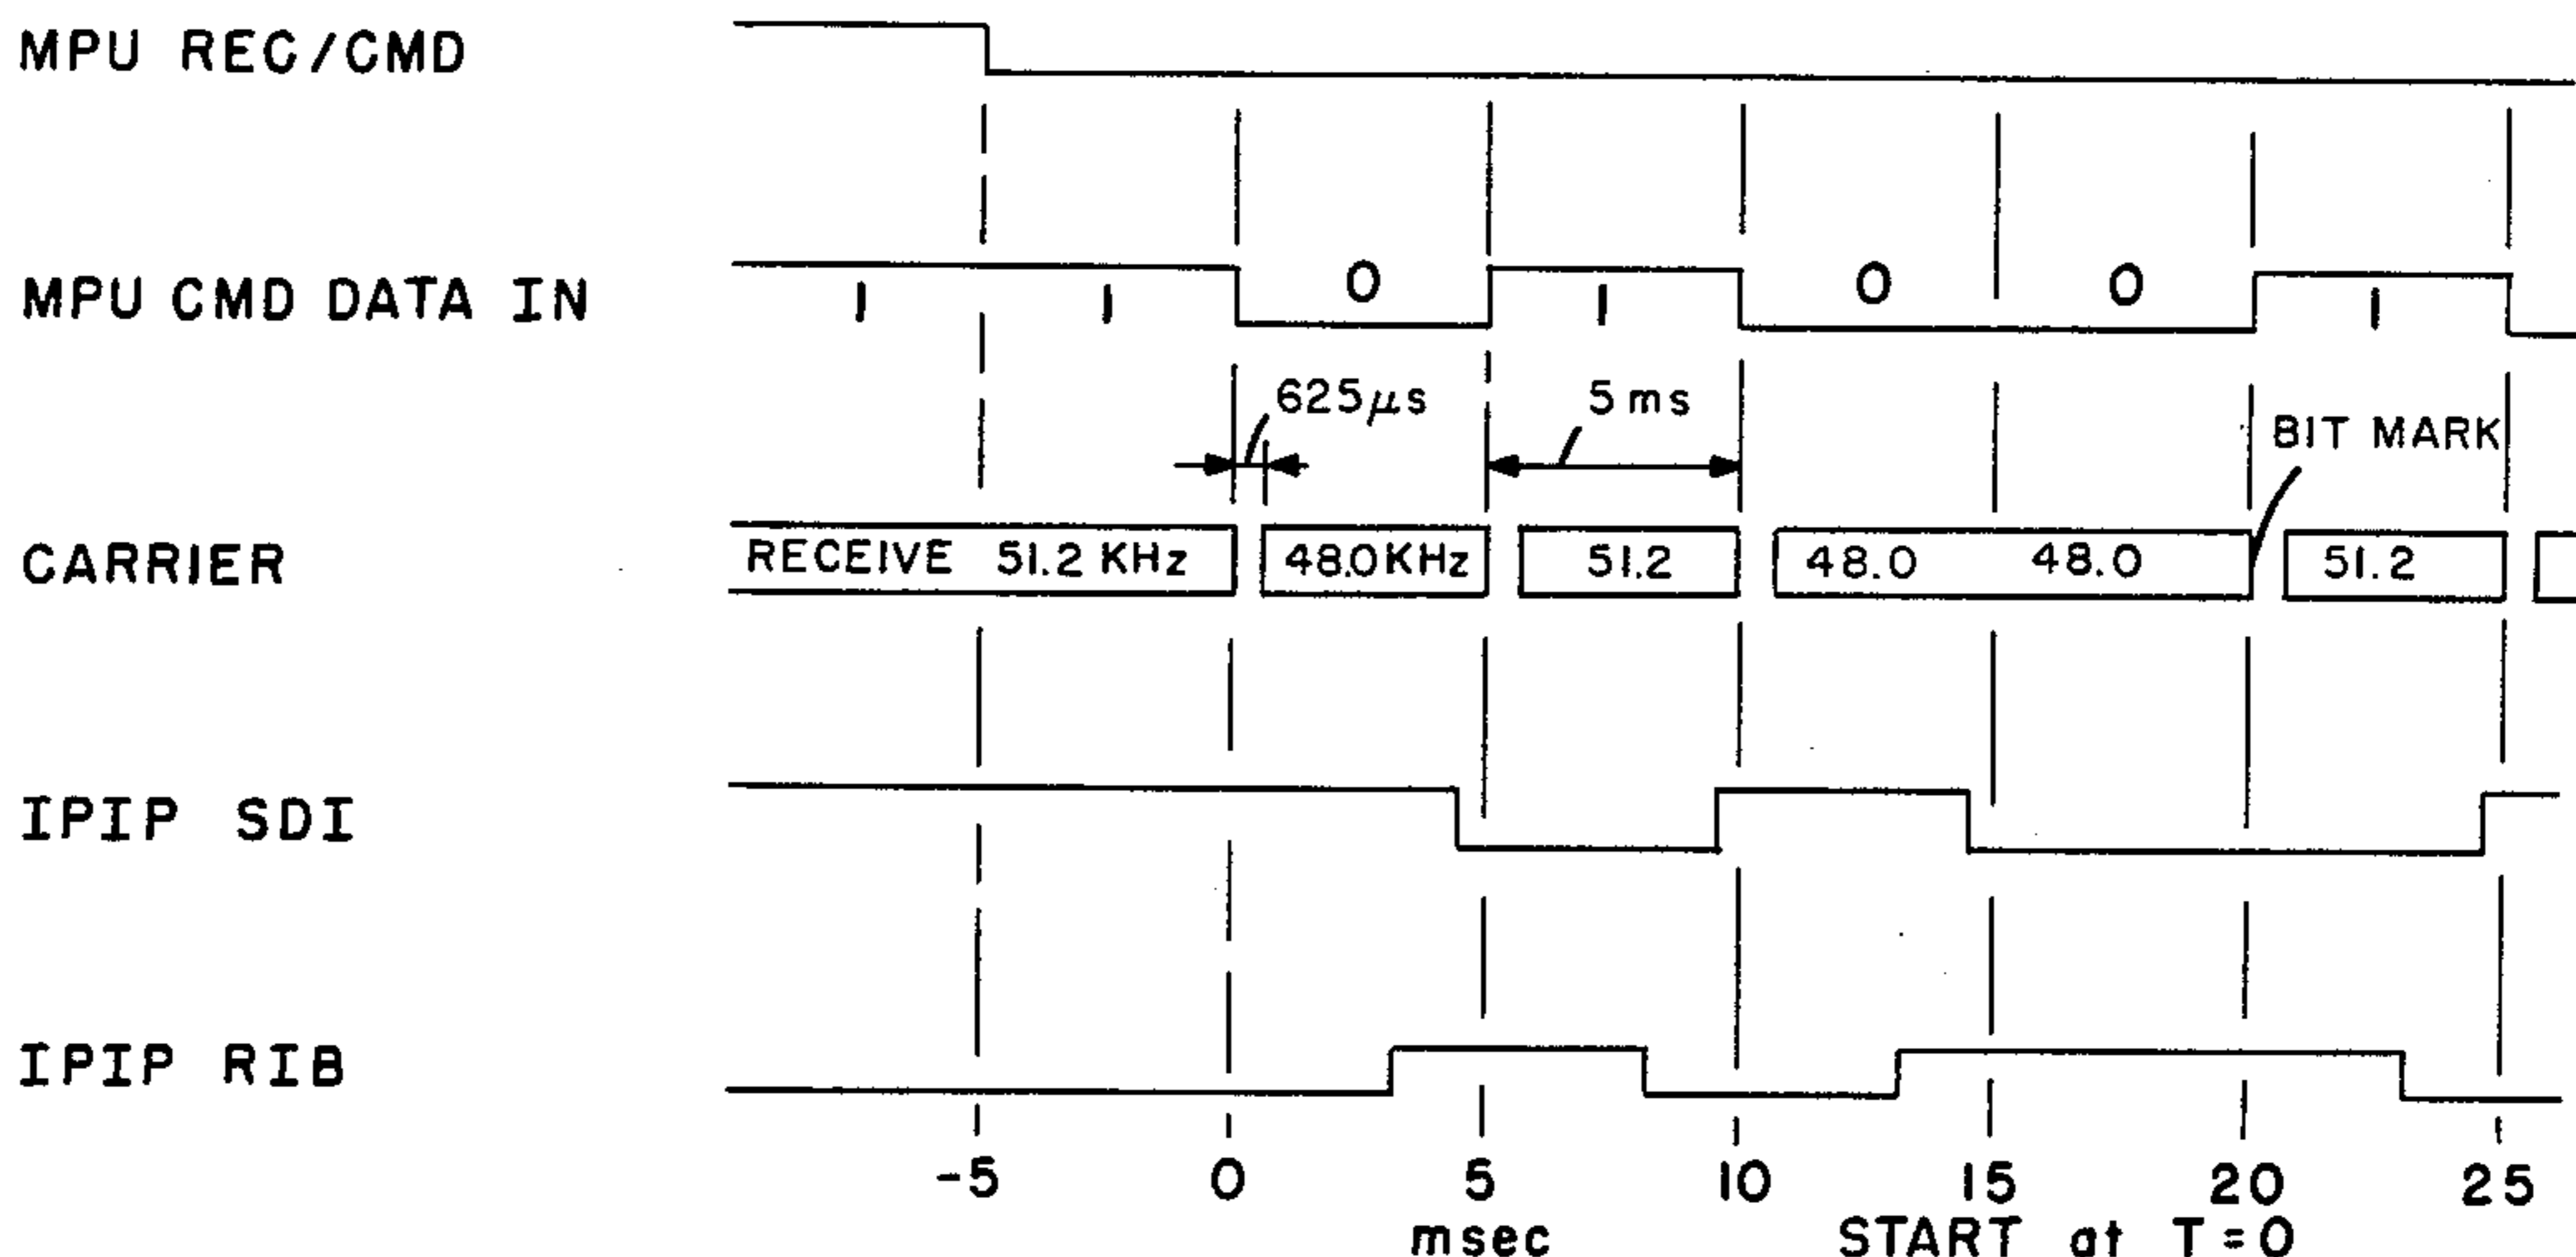 MPU REC/CMD
MPU CMD DATA IN
1 1 0 1 0 0 1
625μs
5 ms
BIT MARK
CARRIER
RECEIVE 51.2 KHz 48.0KHz 51.2 48.0 48.0 51.2
IPIP SDI
IPIP RIB
-5 0 5 10 15 20 25
msec START at T=0